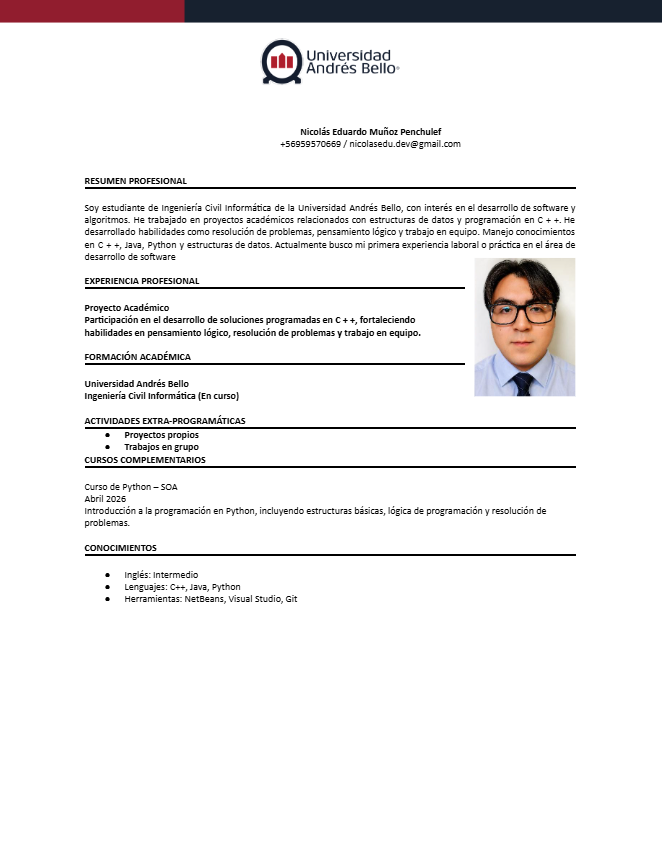 Universidad
Andrés Bello®
Nicolás Eduardo Muñoz Penchulef
+56959570669 / nicolasedu.dev@gmail.com
RESUMEN PROFESIONAL
Soy estudiante de Ingeniería Civil Informática de la Universidad Andrés Bello, con interés en el desarrollo de software y
algoritmos. He trabajado en proyectos académicos relacionados con estructuras de datos y programación en C + +. He
desarrollado habilidades como resolución de problemas, pensamiento lógico y trabajo en equipo. Manejo conocimientos
en C + +, Java, Python y estructuras de datos. Actualmente busco mi primera experiencia laboral o práctica en el área de
desarrollo de software
EXPERIENCIA PROFESIONAL
Proyecto Académico
Participación en el desarrollo de soluciones programadas en C + +, fortaleciendo
habilidades en pensamiento lógico, resolución de problemas y trabajo en equipo.
FORMACIÓN ACADÉMICA
Universidad Andrés Bello
Ingeniería Civil Informática (En curso)
ACTIVIDADES EXTRA-PROGRAMÁTICAS
● Proyectos propios
● Trabajos en grupo
CURSOS COMPLEMENTARIOS
Curso de Python – SOA
Abril 2026
Introducción a la programación en Python, incluyendo estructuras básicas, lógica de programación y resolución de
problemas.
CONOCIMIENTOS
● Inglés: Intermedio
● Lenguajes: C++, Java, Python
● Herramientas: NetBeans, Visual Studio, Git